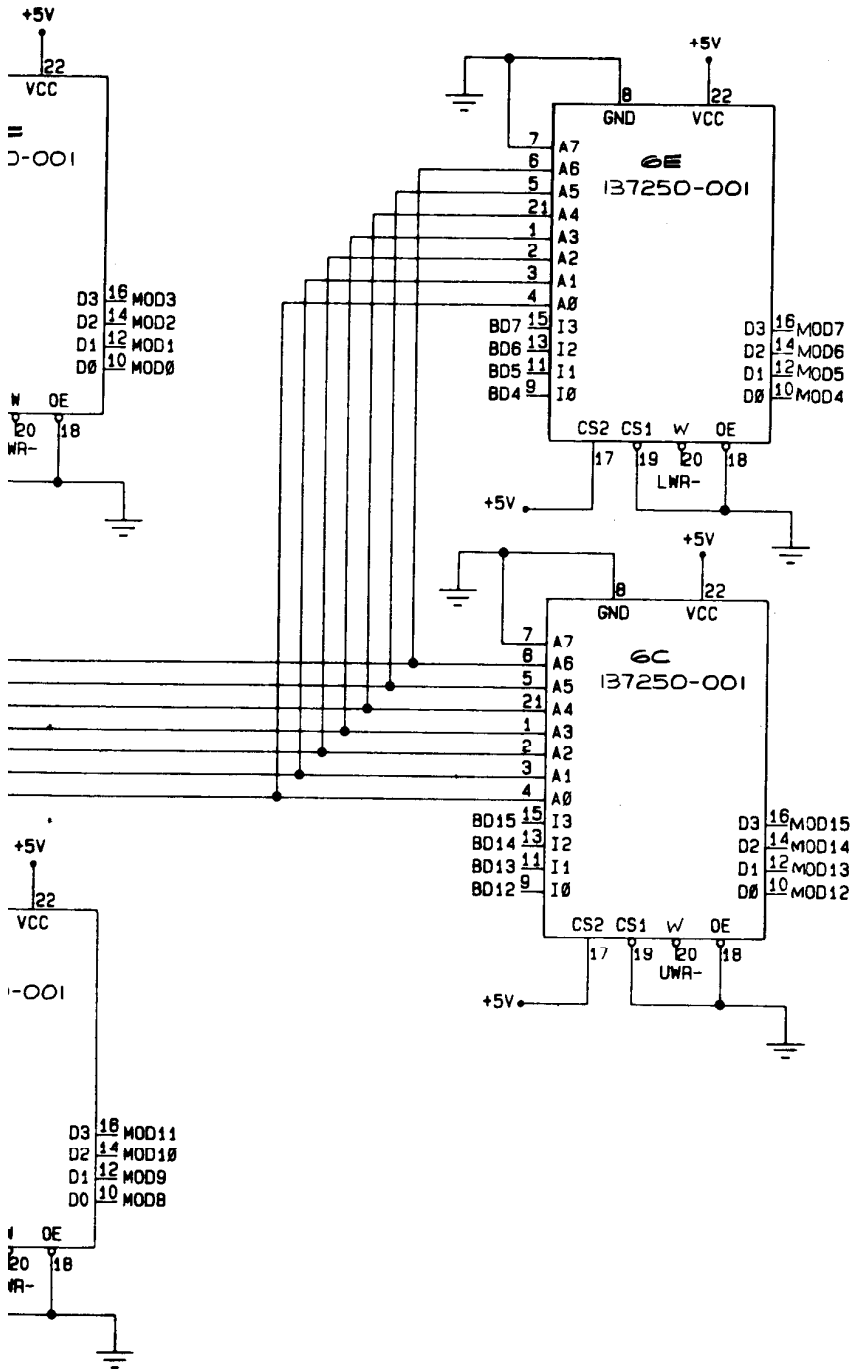 +5V
22
VCC
0-001
D3 16 MOD3
D2 14 MOD2
D1 12 MOD1
DØ 10 MODØ
W OE
20 18
WR-
+5V
8 22
GND VCC
7 A7
6 A6
5 A5
21 A4
1 A3
2 A2
3 A1
4 AØ
6E
137250-001
BD7 15 I3
BD6 13 I2
BD5 11 I1
BD4 9 IØ
D3 16 MOD7
D2 14 MOD6
D1 12 MOD5
DØ 10 MOD4
CS2 CS1 W OE
17 19 20 18
LWR-
+5V
+5V
8 22
GND VCC
7 A7
6 A6
5 A5
21 A4
1 A3
2 A2
3 A1
4 AØ
6C
137250-001
BD15 15 I3
BD14 13 I2
BD13 11 I1
BD12 9 IØ
D3 16 MOD15
D2 14 MOD14
D1 12 MOD13
DØ 10 MOD12
CS2 CS1 W OE
17 19 20 18
UWR-
+5V
+5V
22
VCC
-001
D3 16 MOD11
D2 14 MOD1Ø
D1 12 MOD9
DO 10 MOD8
OE
20 18
WR-